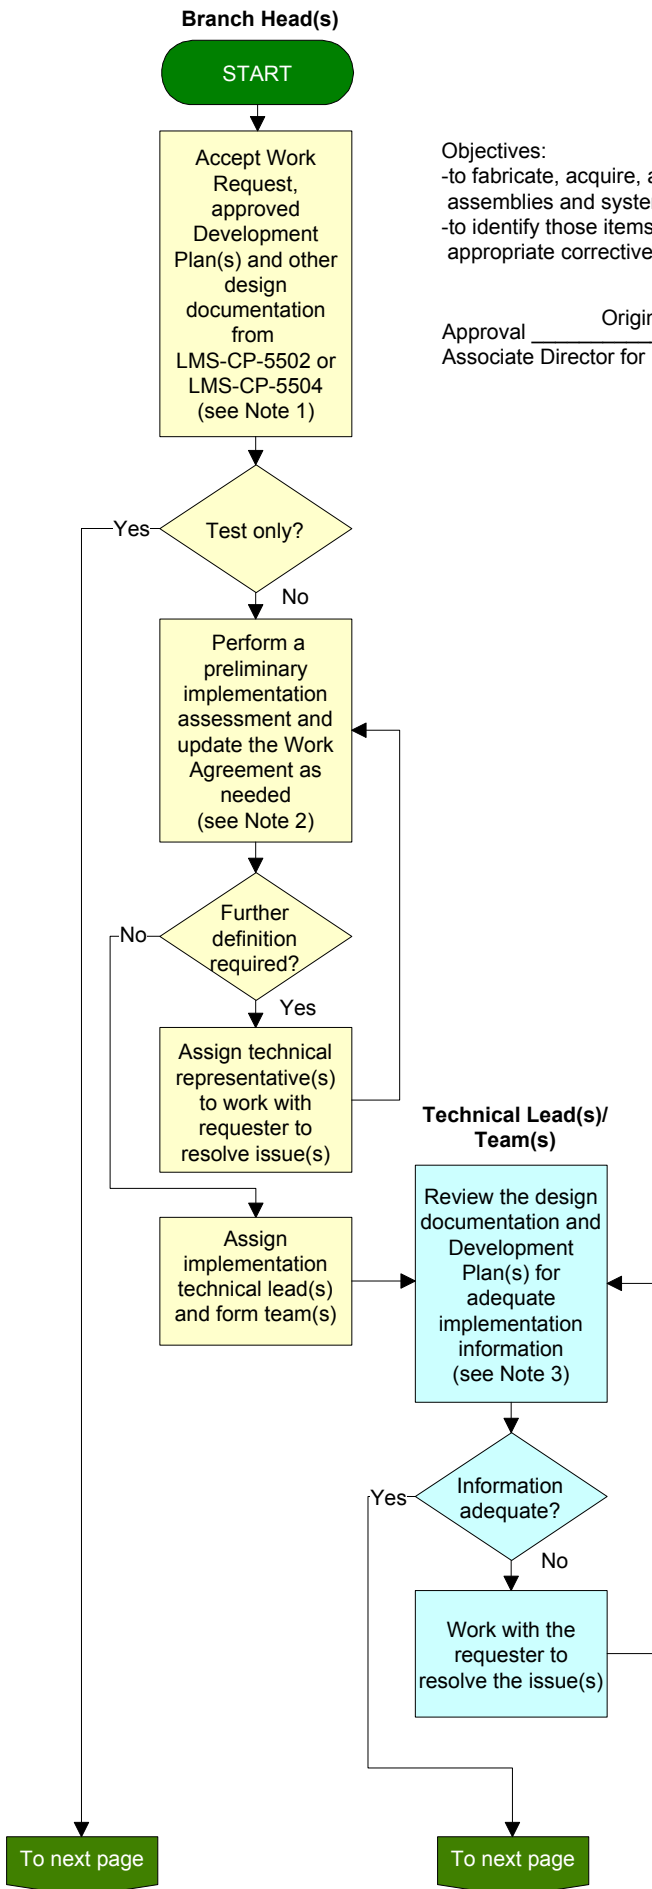 Branch Head(s)
START
Accept Work
Request,
approved
Development
Plan(s) and other
design
documentation
from
LMS-CP-5502 or
LMS-CP-5504
(see Note 1)
Objectives:
-to fabricate, acquire,
assemblies and
-to identify those items
appropriate corrective
Approval
Associate Director for
Yes
Test only?
No
Perform a
preliminary
implementation
assessment and
update the Work
Agreement as
needed
(see Note 2)
No
Further
definition
required?
Yes
Assign technical
representative(s)
to work with
requester to
resolve issue(s)
Assign
implementation
technical lead(s)
and form team(s)
Technical Lead(s)/
Team(s)
Review the design
documentation and
Development
Plan(s) for
adequate
implementation
information
(see Note 3)
Yes
Information
adequate?
No
Work with the
requester to
resolve the issue(s)
To next page
To next page